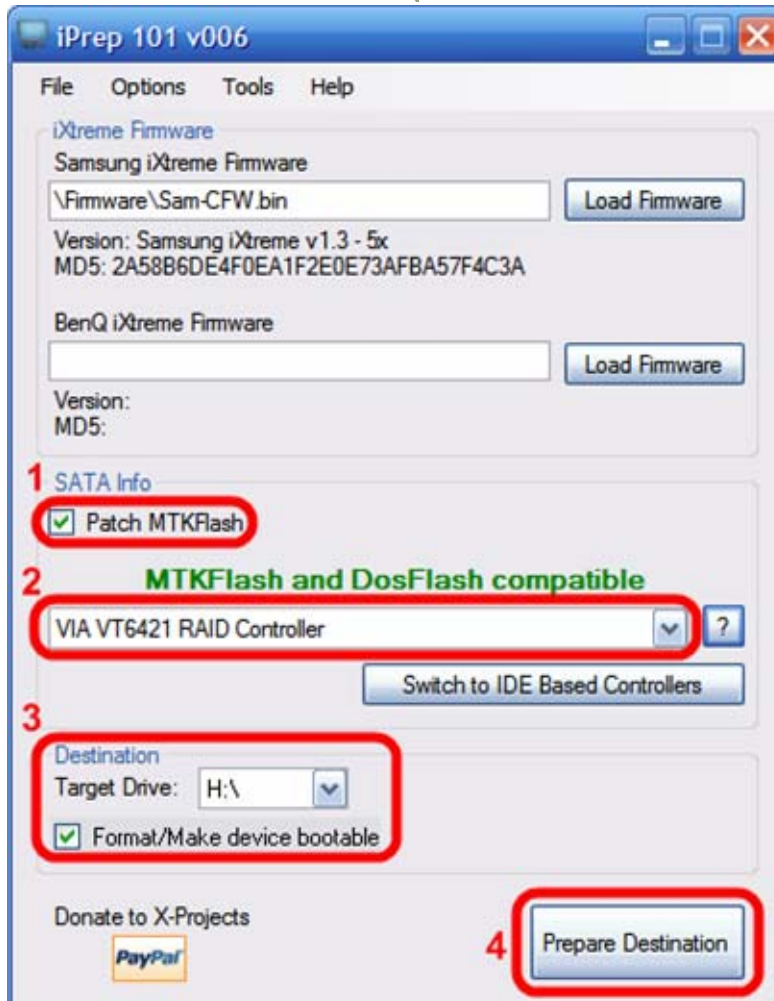 iPrep 101 v006
File Options Tools Help
iXtreme Firmware
Samsung iXtreme Firmware
\Firmware\Sam-CFW.bin
Load Firmware
Version: Samsung iXtreme v1.3 - 5x
MD5: 2A58B6DE4F0EA1F2E0E73AFBA57F4C3A
BenQ iXtreme Firmware
Load Firmware
Version:
MD5:
1
SATA Info
Patch MTKFlash
MTKFlash and DosFlash compatible
2
VIA VT6421 RAID Controller
?
Switch to IDE Based Controllers
3
Destination
Target Drive: H:\
Format/Make device bootable
Donate to X-Projects
PayPal
4
Prepare Destination